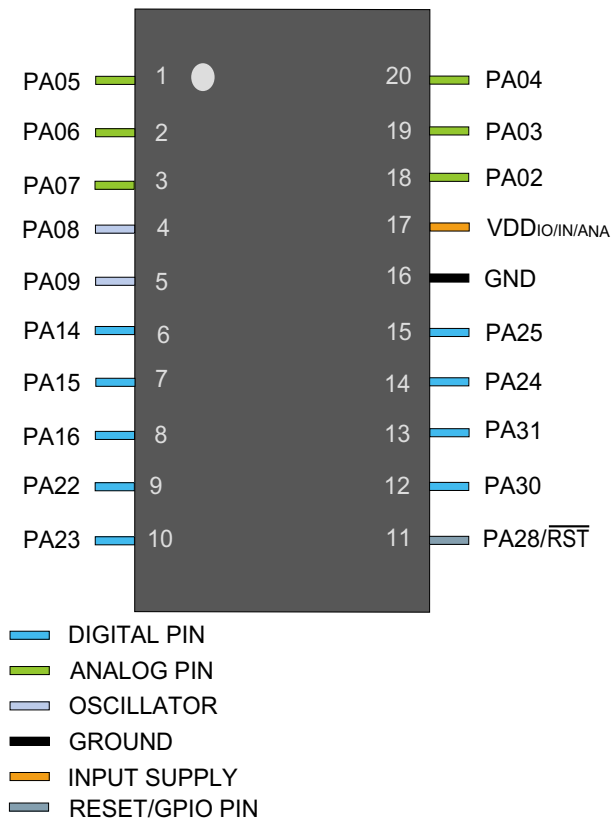 PA05 1 20 PA04
PA06 2 19 PA03
PA07 3 18 PA02
PA08 4 17 VDDIO/IN/ANA
PA09 5 16 GND
PA14 6 15 PA25
PA15 7 14 PA24
PA16 8 13 PA31
PA22 9 12 PA30
PA23 10 11 PA28/R̅S̅T̅
DIGITAL PIN
ANALOG PIN
OSCILLATOR
GROUND
INPUT SUPPLY
RESET/GPIO PIN